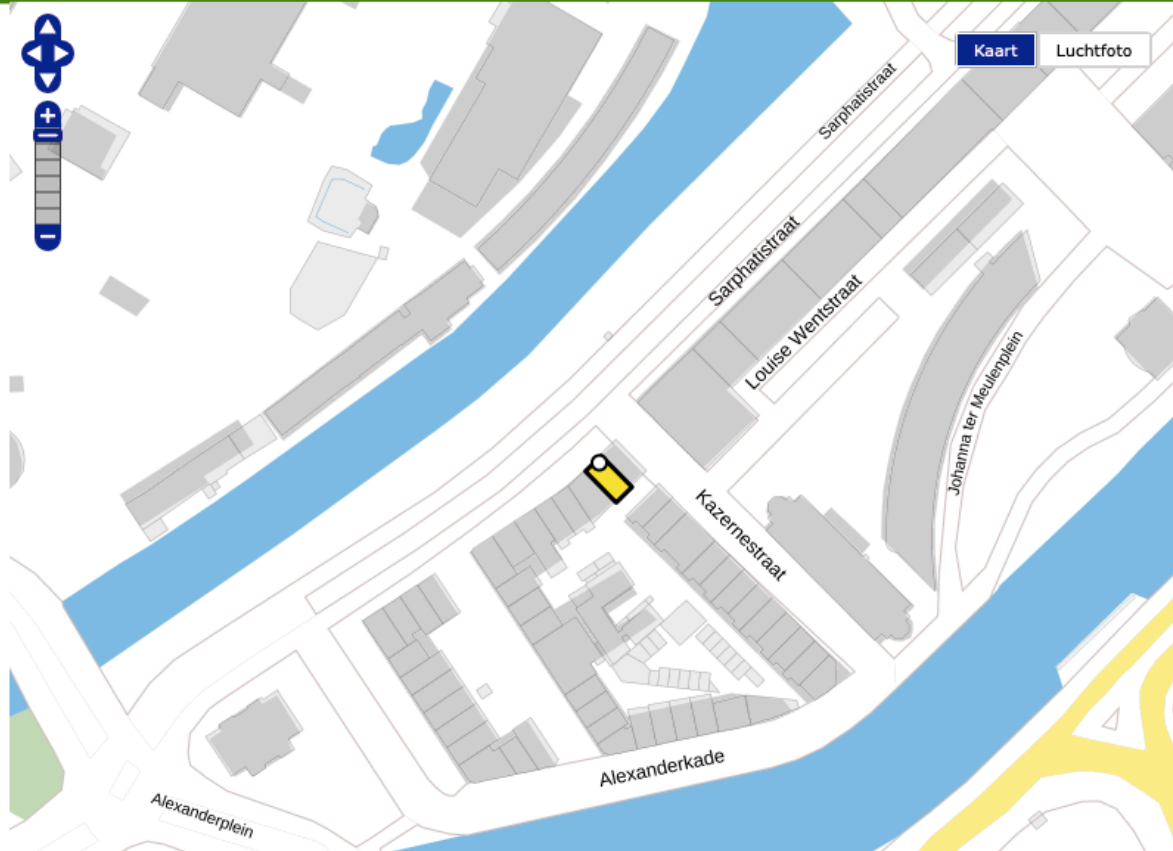 Kaart
Luchtfoto
Sarphatistraat
Sarphatistraat
Louise Wentstraat
Johanna ter Meulenplein
Kazernestraat
Alexanderkade
Alexanderplein